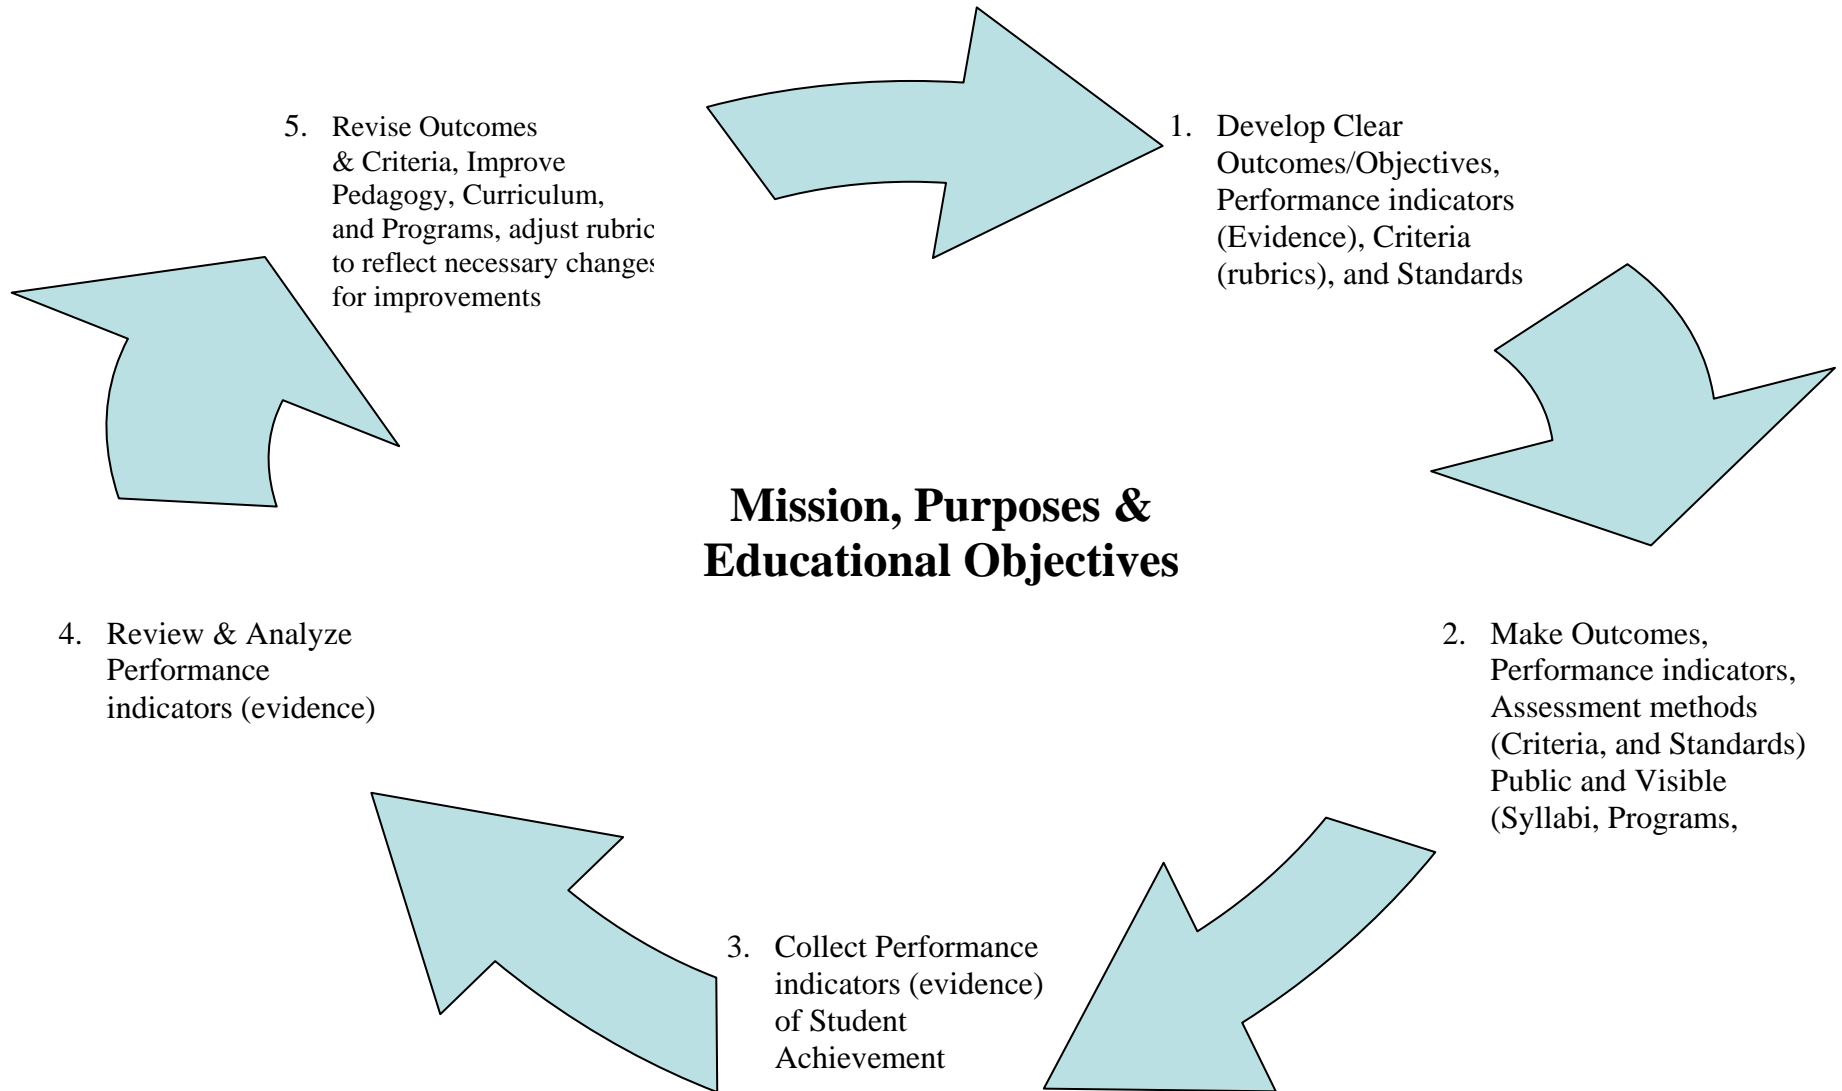 5. Revise Outcomes
& Criteria, Improve
Pedagogy, Curriculum,
and Programs, adjust rubric
to reflect necessary changes
for improvements
1. Develop Clear
Outcomes/Objectives,
Performance indicators
(Evidence), Criteria
(rubrics), and Standards
Mission, Purposes &
Educational Objectives
4. Review & Analyze
Performance
indicators (evidence)
2. Make Outcomes,
Performance indicators,
Assessment methods
(Criteria, and Standards)
Public and Visible
(Syllabi, Programs,
3. Collect Performance
indicators (evidence)
of Student
Achievement